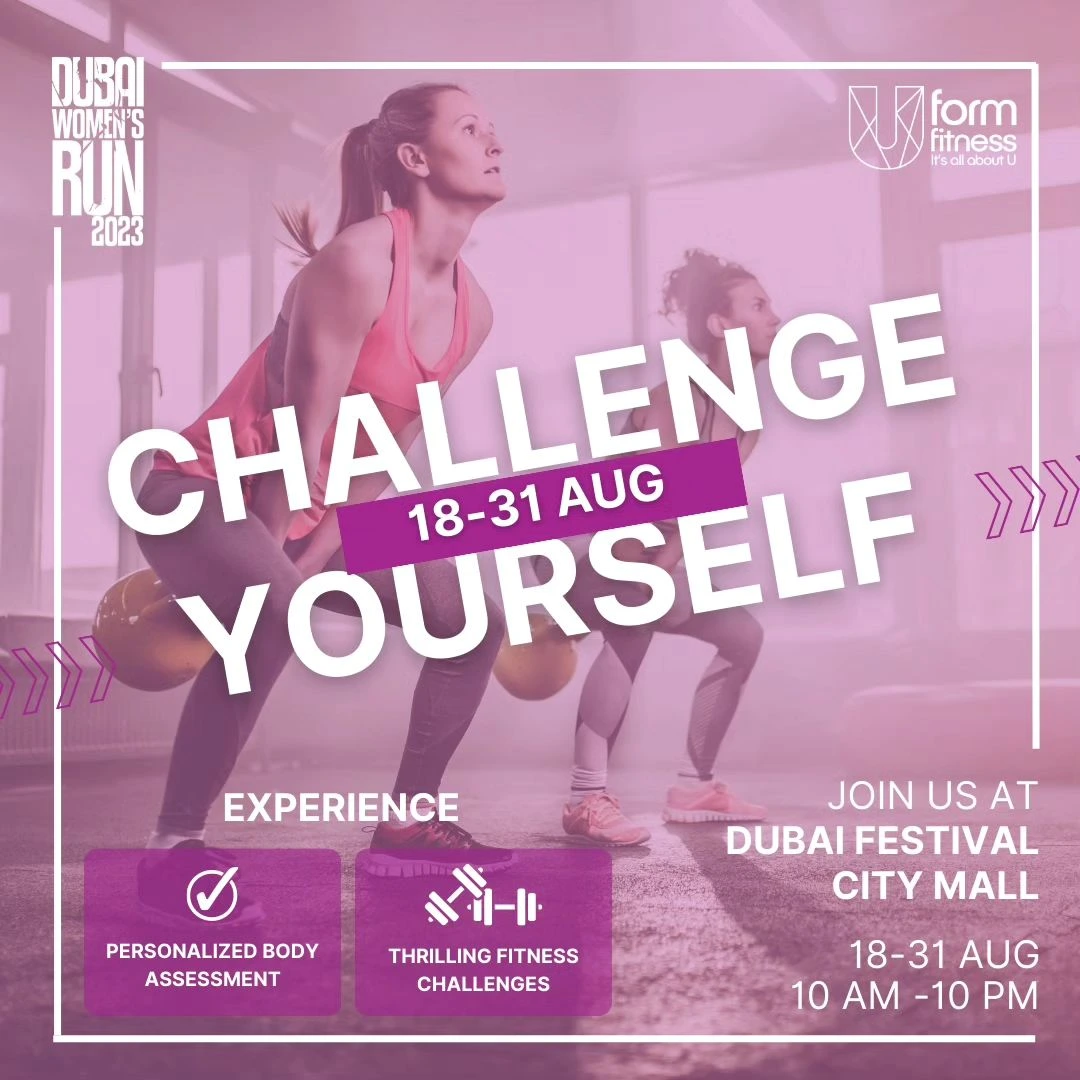 DUBAI
WOMEN'S
RUN
2023
U form
fitness
It's all about U
CHALLENGE
18-31 AUG
YOURSELF
EXPERIENCE
PERSONALIZED BODY
ASSESSMENT
THRILLING FITNESS
CHALLENGES
JOIN US AT
DUBAI FESTIVAL
CITY MALL
18-31 AUG
10 AM -10 PM